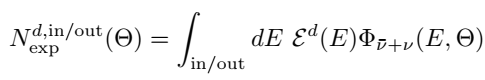 $N_{\rm exp}^{d,{\rm in/out}}(\Theta) = \int_{\rm in/out} dE \ \mathcal{E}^d(E) \Phi_{\bar{\nu}+\nu}(E, \Theta)$